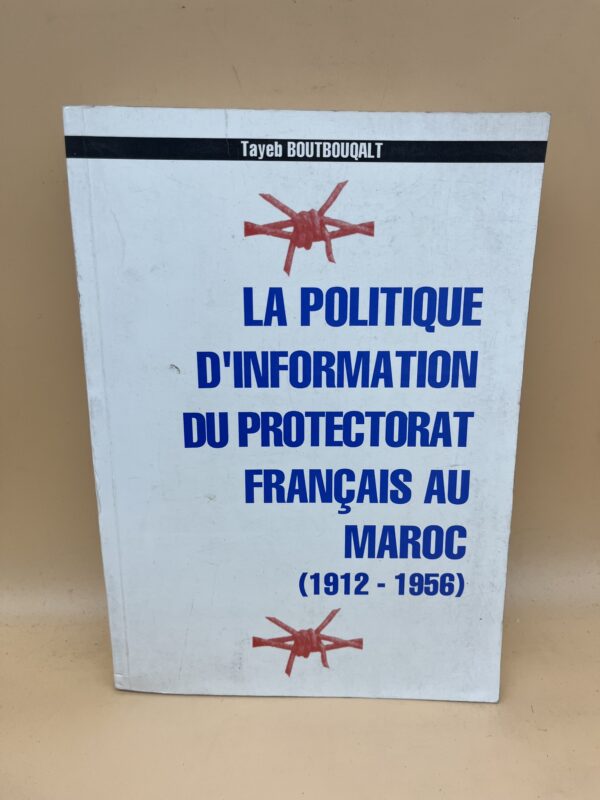 Tayeb BOUTBOUQALT
LA POLITIQUE
D'INFORMATION
DU PROTECTORAT
FRANÇAIS AU
MAROC
(1912 - 1956)